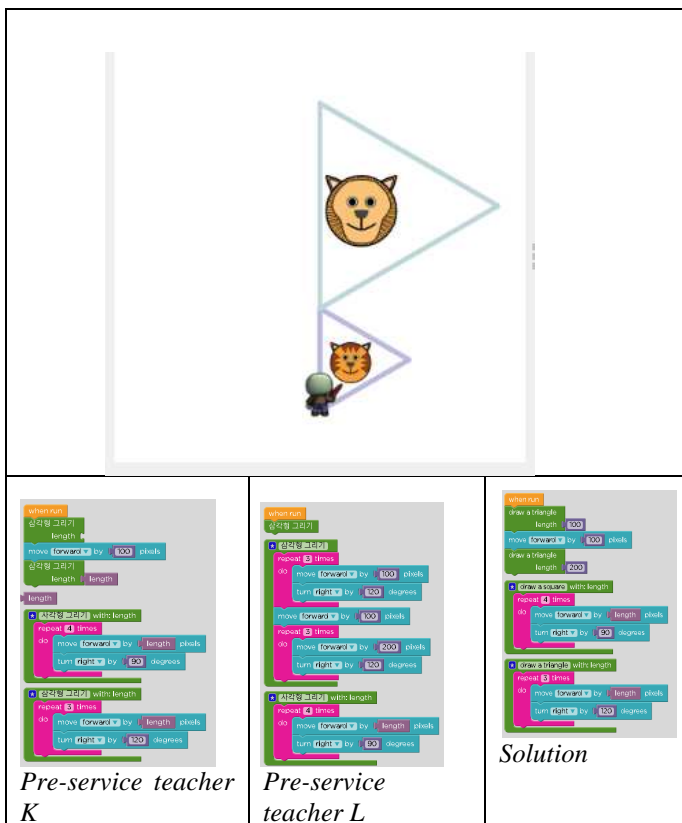 when run
삼각형 그리기
length
move forward ▼ by 100 pixels
삼각형 그리기
length length
length
사각형 그리기 with: length
repeat 4 times
do move forward ▼ by length pixels
turn right ▼ by 90 degrees
삼각형 그리기 with: length
repeat 3 times
do move forward ▼ by length pixels
turn right ▼ by 120 degrees
Pre-service teacher
K
when run
삼각형 그리기
삼각형 그리기
repeat 3 times
do move forward ▼ by 100 pixels
turn right ▼ by 120 degrees
move forward ▼ by 100 pixels
repeat 3 times
do move forward ▼ by 200 pixels
turn right ▼ by 120 degrees
사각형 그리기 with: length
repeat 4 times
do move forward ▼ by length pixels
turn right ▼ by 90 degrees
Pre-service
teacher L
when run
draw a triangle
length 100
move forward ▼ by 100 pixels
draw a triangle
length 200
draw a square with: length
repeat 4 times
do move forward ▼ by length pixels
turn right ▼ by 90 degrees
draw a triangle with: length
repeat 3 times
do move forward ▼ by length pixels
turn right ▼ by 120 degrees
Solution